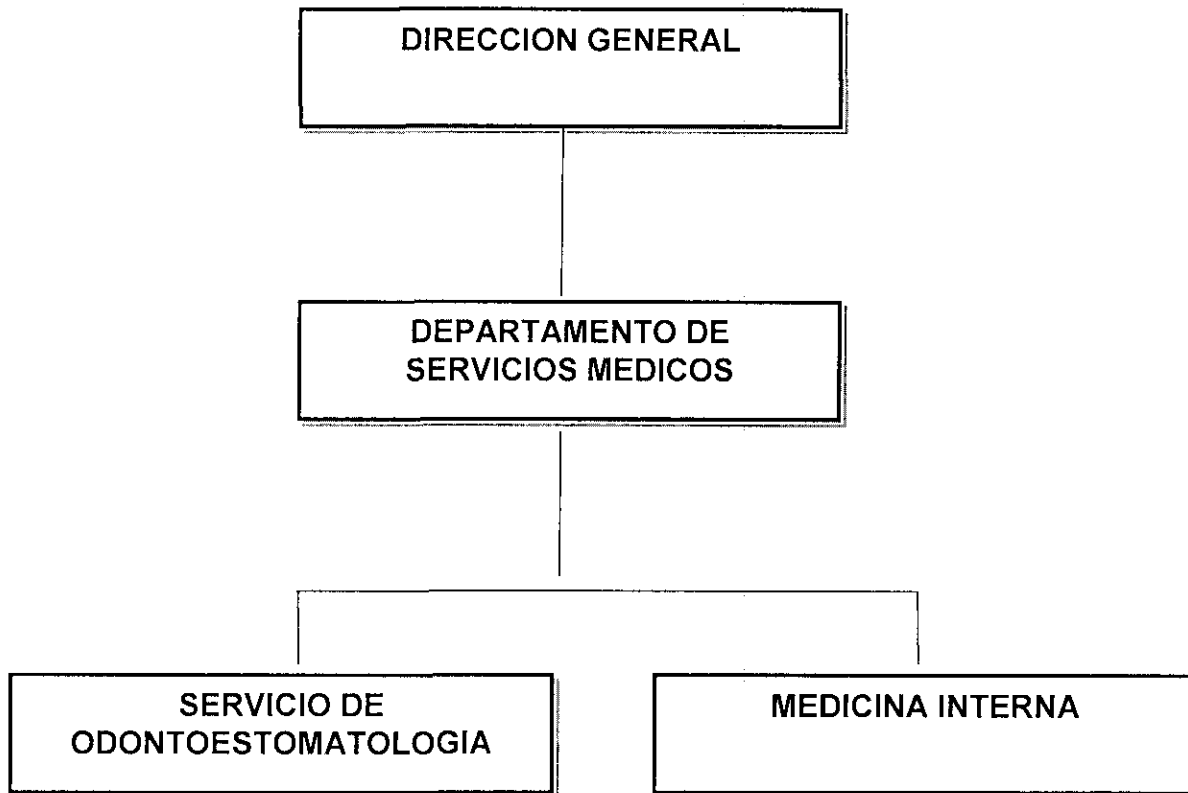 DIRECCION GENERAL
DEPARTAMENTO DE
SERVICIOS MEDICOS
SERVICIO DE
ODONTOESTOMATOLOGIA
MEDICINA INTERNA